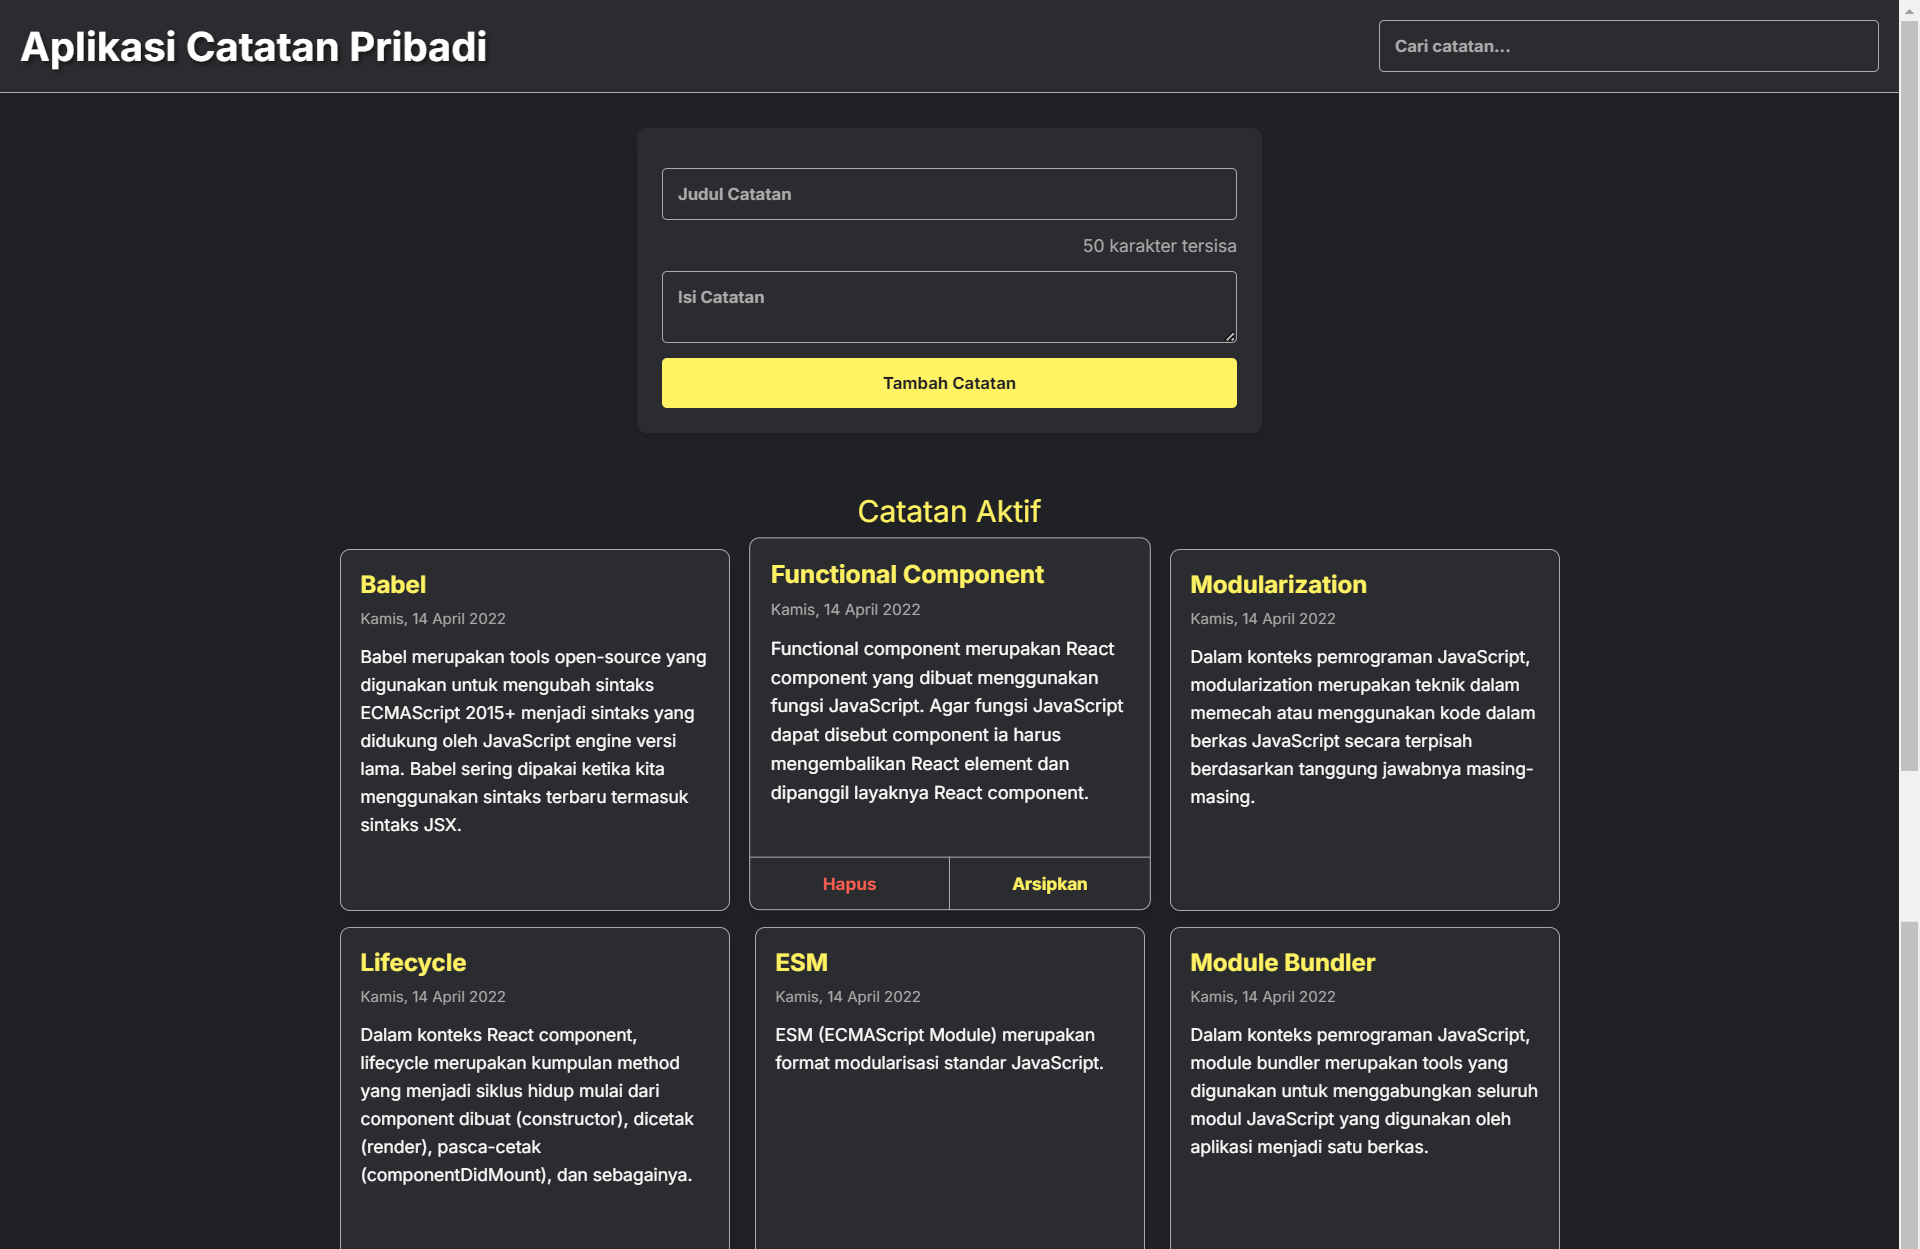 Aplikasi Catatan Pribadi
Cari catatan...
Judul Catatan
50 karakter tersisa
Isi Catatan
Tambah Catatan
Catatan Aktif
Babel
Kamis, 14 April 2022
Babel merupakan tools open-source yang
digunakan untuk mengubah sintaks
ECMAScript 2015+ menjadi sintaks yang
didukung oleh JavaScript engine versi
lama. Babel sering dipakai ketika kita
menggunakan sintaks terbaru termasuk
sintaks JSX.
Functional Component
Kamis, 14 April 2022
Functional component merupakan React
component yang dibuat menggunakan
fungsi JavaScript. Agar fungsi JavaScript
dapat disebut component ia harus
mengembalikan React element dan
dipanggil layaknya React component.
Hapus
Arsipkan
Modularization
Kamis, 14 April 2022
Dalam konteks pemrograman JavaScript,
modularization merupakan teknik dalam
memecah atau menggunakan kode dalam
berkas JavaScript secara terpisah
berdasarkan tanggung jawabnya masing-
masing.
Lifecycle
Kamis, 14 April 2022
Dalam konteks React component,
lifecycle merupakan kumpulan method
yang menjadi siklus hidup mulai dari
component dibuat (constructor), dicetak
(render), pasca-cetak
(componentDidMount), dan sebagainya.
ESM
Kamis, 14 April 2022
ESM (ECMAScript Module) merupakan
format modularisasi standar JavaScript.
Module Bundler
Kamis, 14 April 2022
Dalam konteks pemrograman JavaScript,
module bundler merupakan tools yang
digunakan untuk menggabungkan seluruh
modul JavaScript yang digunakan oleh
aplikasi menjadi satu berkas.